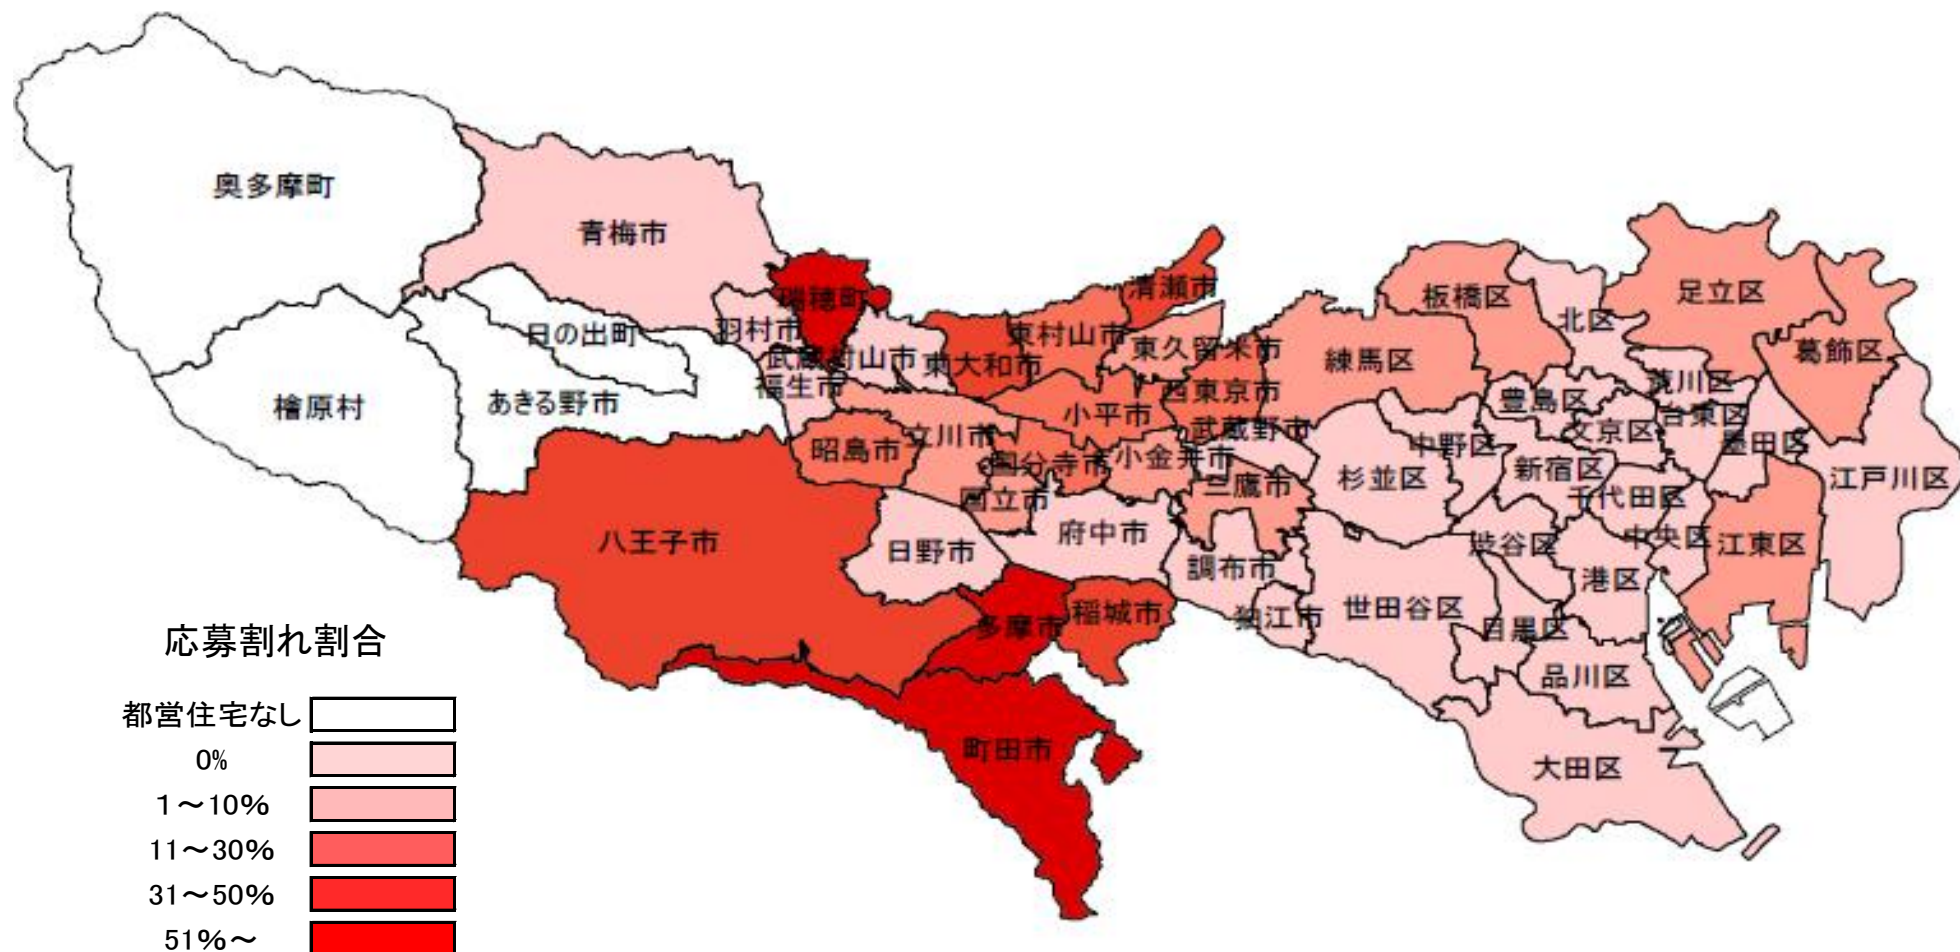 奥多摩町
青梅市
檜原村
日の出町
あきる野市
羽村市
瑞穂町
武蔵村山市
福生市
東大和市
東村山市
清瀬市
東久留米市
西東京市
小平市
武蔵野市
昭島市
立川市
国分寺市
小金井市
国立市
三鷹市
八王子市
日野市
府中市
調布市
狛江市
多摩市
稲城市
町田市
板橋区
北区
足立区
葛飾区
練馬区
豊島区
荒川区
台東区
文京区
墨田区
中野区
杉並区
新宿区
千代田区
江戸川区
渋谷区
中央区
江東区
港区
世田谷区
目黒区
品川区
大田区
応募割れ割合
都営住宅なし
0%
1～10%
11～30%
31～50%
51%～